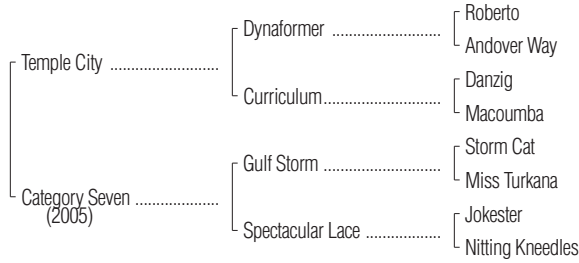 Roberto
Dynaformer ..........................
Andover Way
Temple City ..........................
Danzig
Curriculum............................
Macoumba
Storm Cat
Gulf Storm ............................
Miss Turkana
Category Seven ....................
(2005)
Jokester
Spectacular Lace ..................
Nitting Kneedles